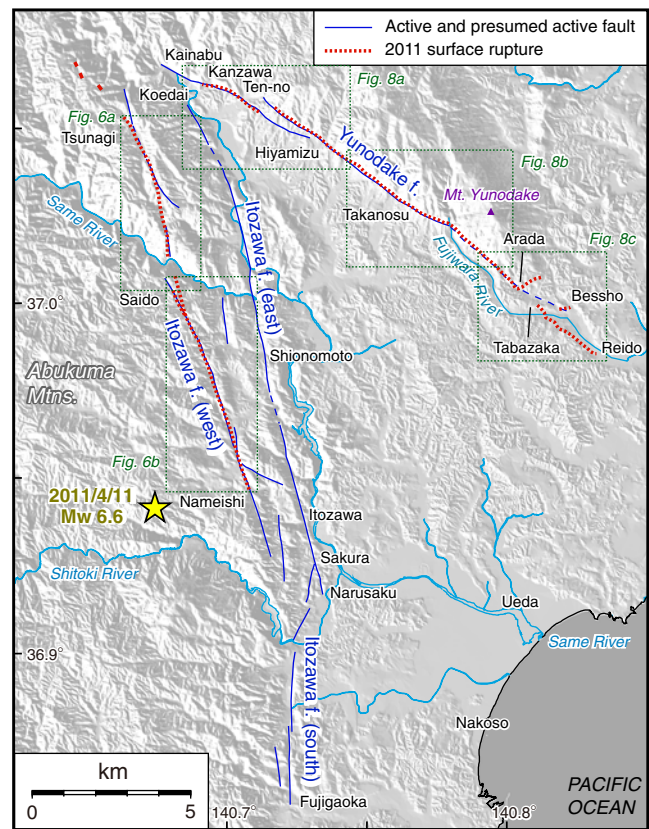 Active and presumed active fault
2011 surface rupture
Kainabu
Kanzawa
Ten-no
Koedai
Fig. 8a
Fig. 6a
Tsunagi
Hiyamizu
Yunodake f.
Fig. 8b
Mt. Yunodake
Takanosu
Same River
Itozawa f. (east)
Fujiwara River
Arada
Fig. 8c
37.0°
Saido
Bessho
Tabazaka
Reido
Shionomoto
Itozawa f. (west)
Abukuma
Mtns.
Fig. 6b
2011/4/11
Mw 6.6
Nameishi
Itozawa
Sakura
Shitoki River
Narusaku
Ueda
Same River
36.9°
Itozawa f. (south)
Nakoso
km
0
5
140.7°
Fujigaoka
140.8°
PACIFIC
OCEAN